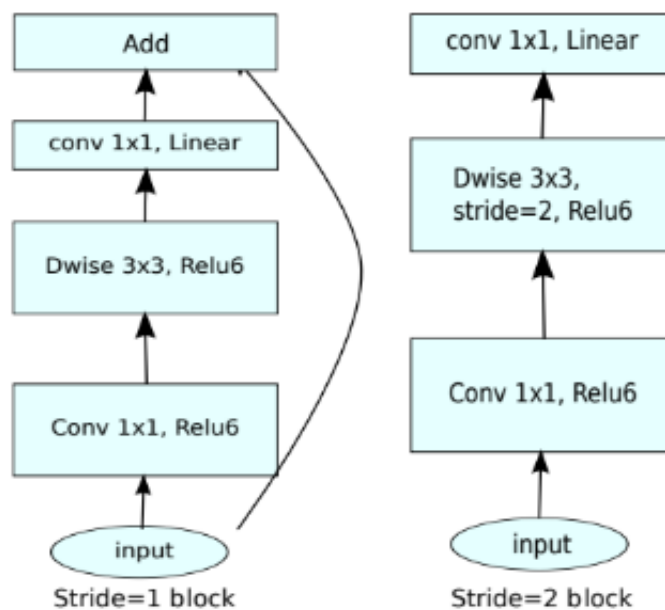 Add
conv 1x1, Linear
Dwise 3x3, Relu6
Conv 1x1, Relu6
input
Stride=1 block
conv 1x1, Linear
Dwise 3x3,
stride=2, Relu6
Conv 1x1, Relu6
input
Stride=2 block